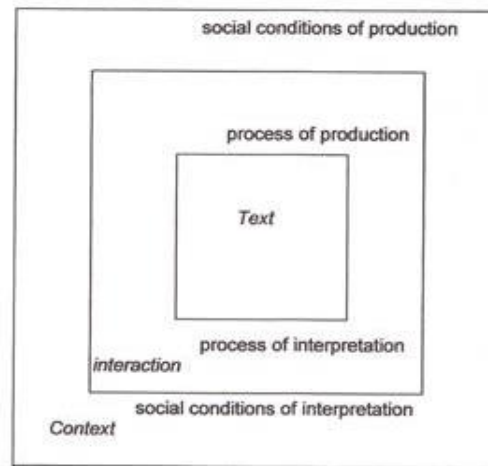 social conditions of production
process of production
Text
process of interpretation
interaction
social conditions of interpretation
Context